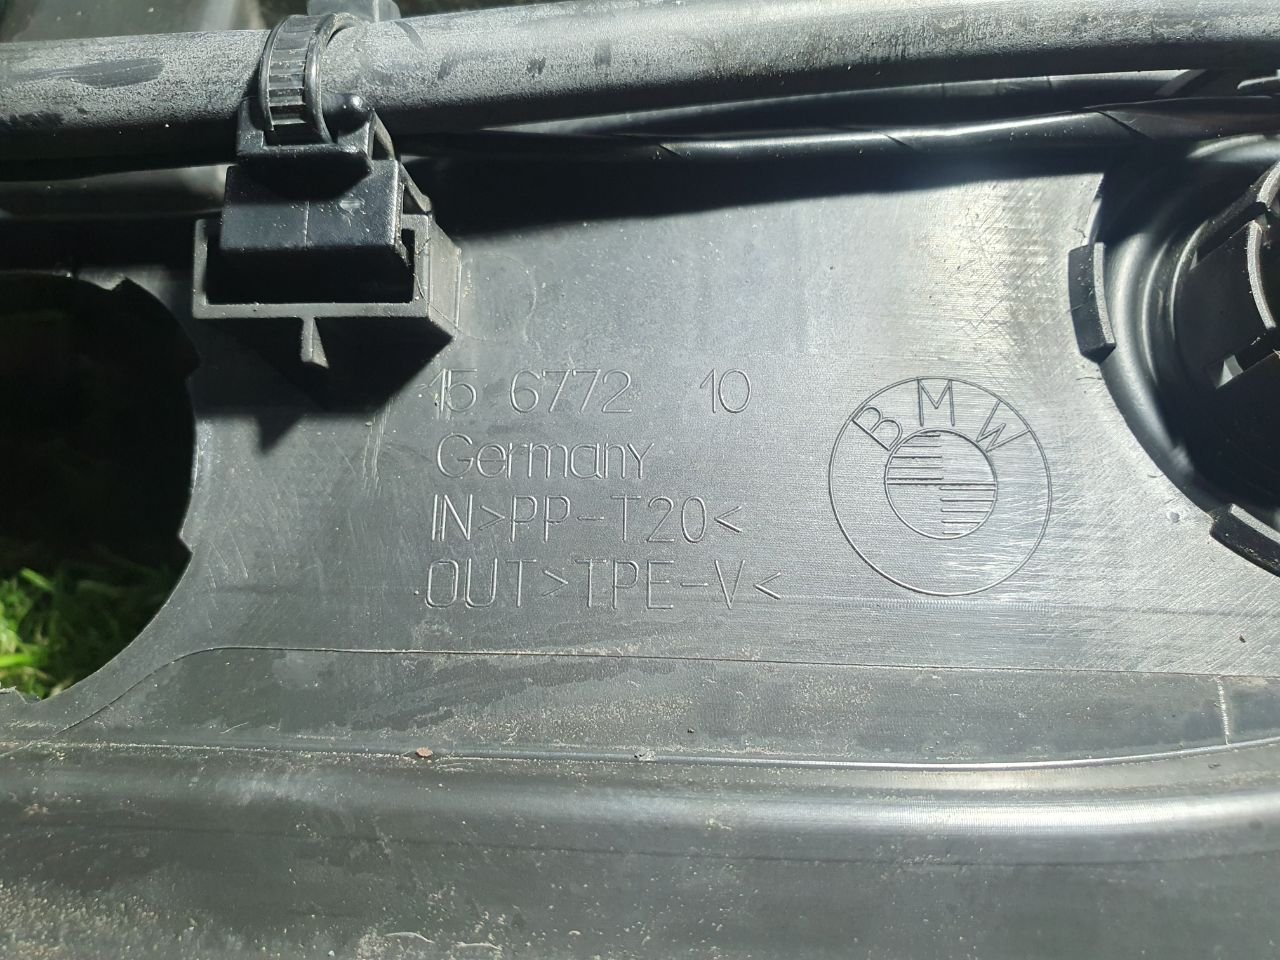 15 6772 10
Germany
IN>PP-T20<
OUT>TPE-V<
BMW